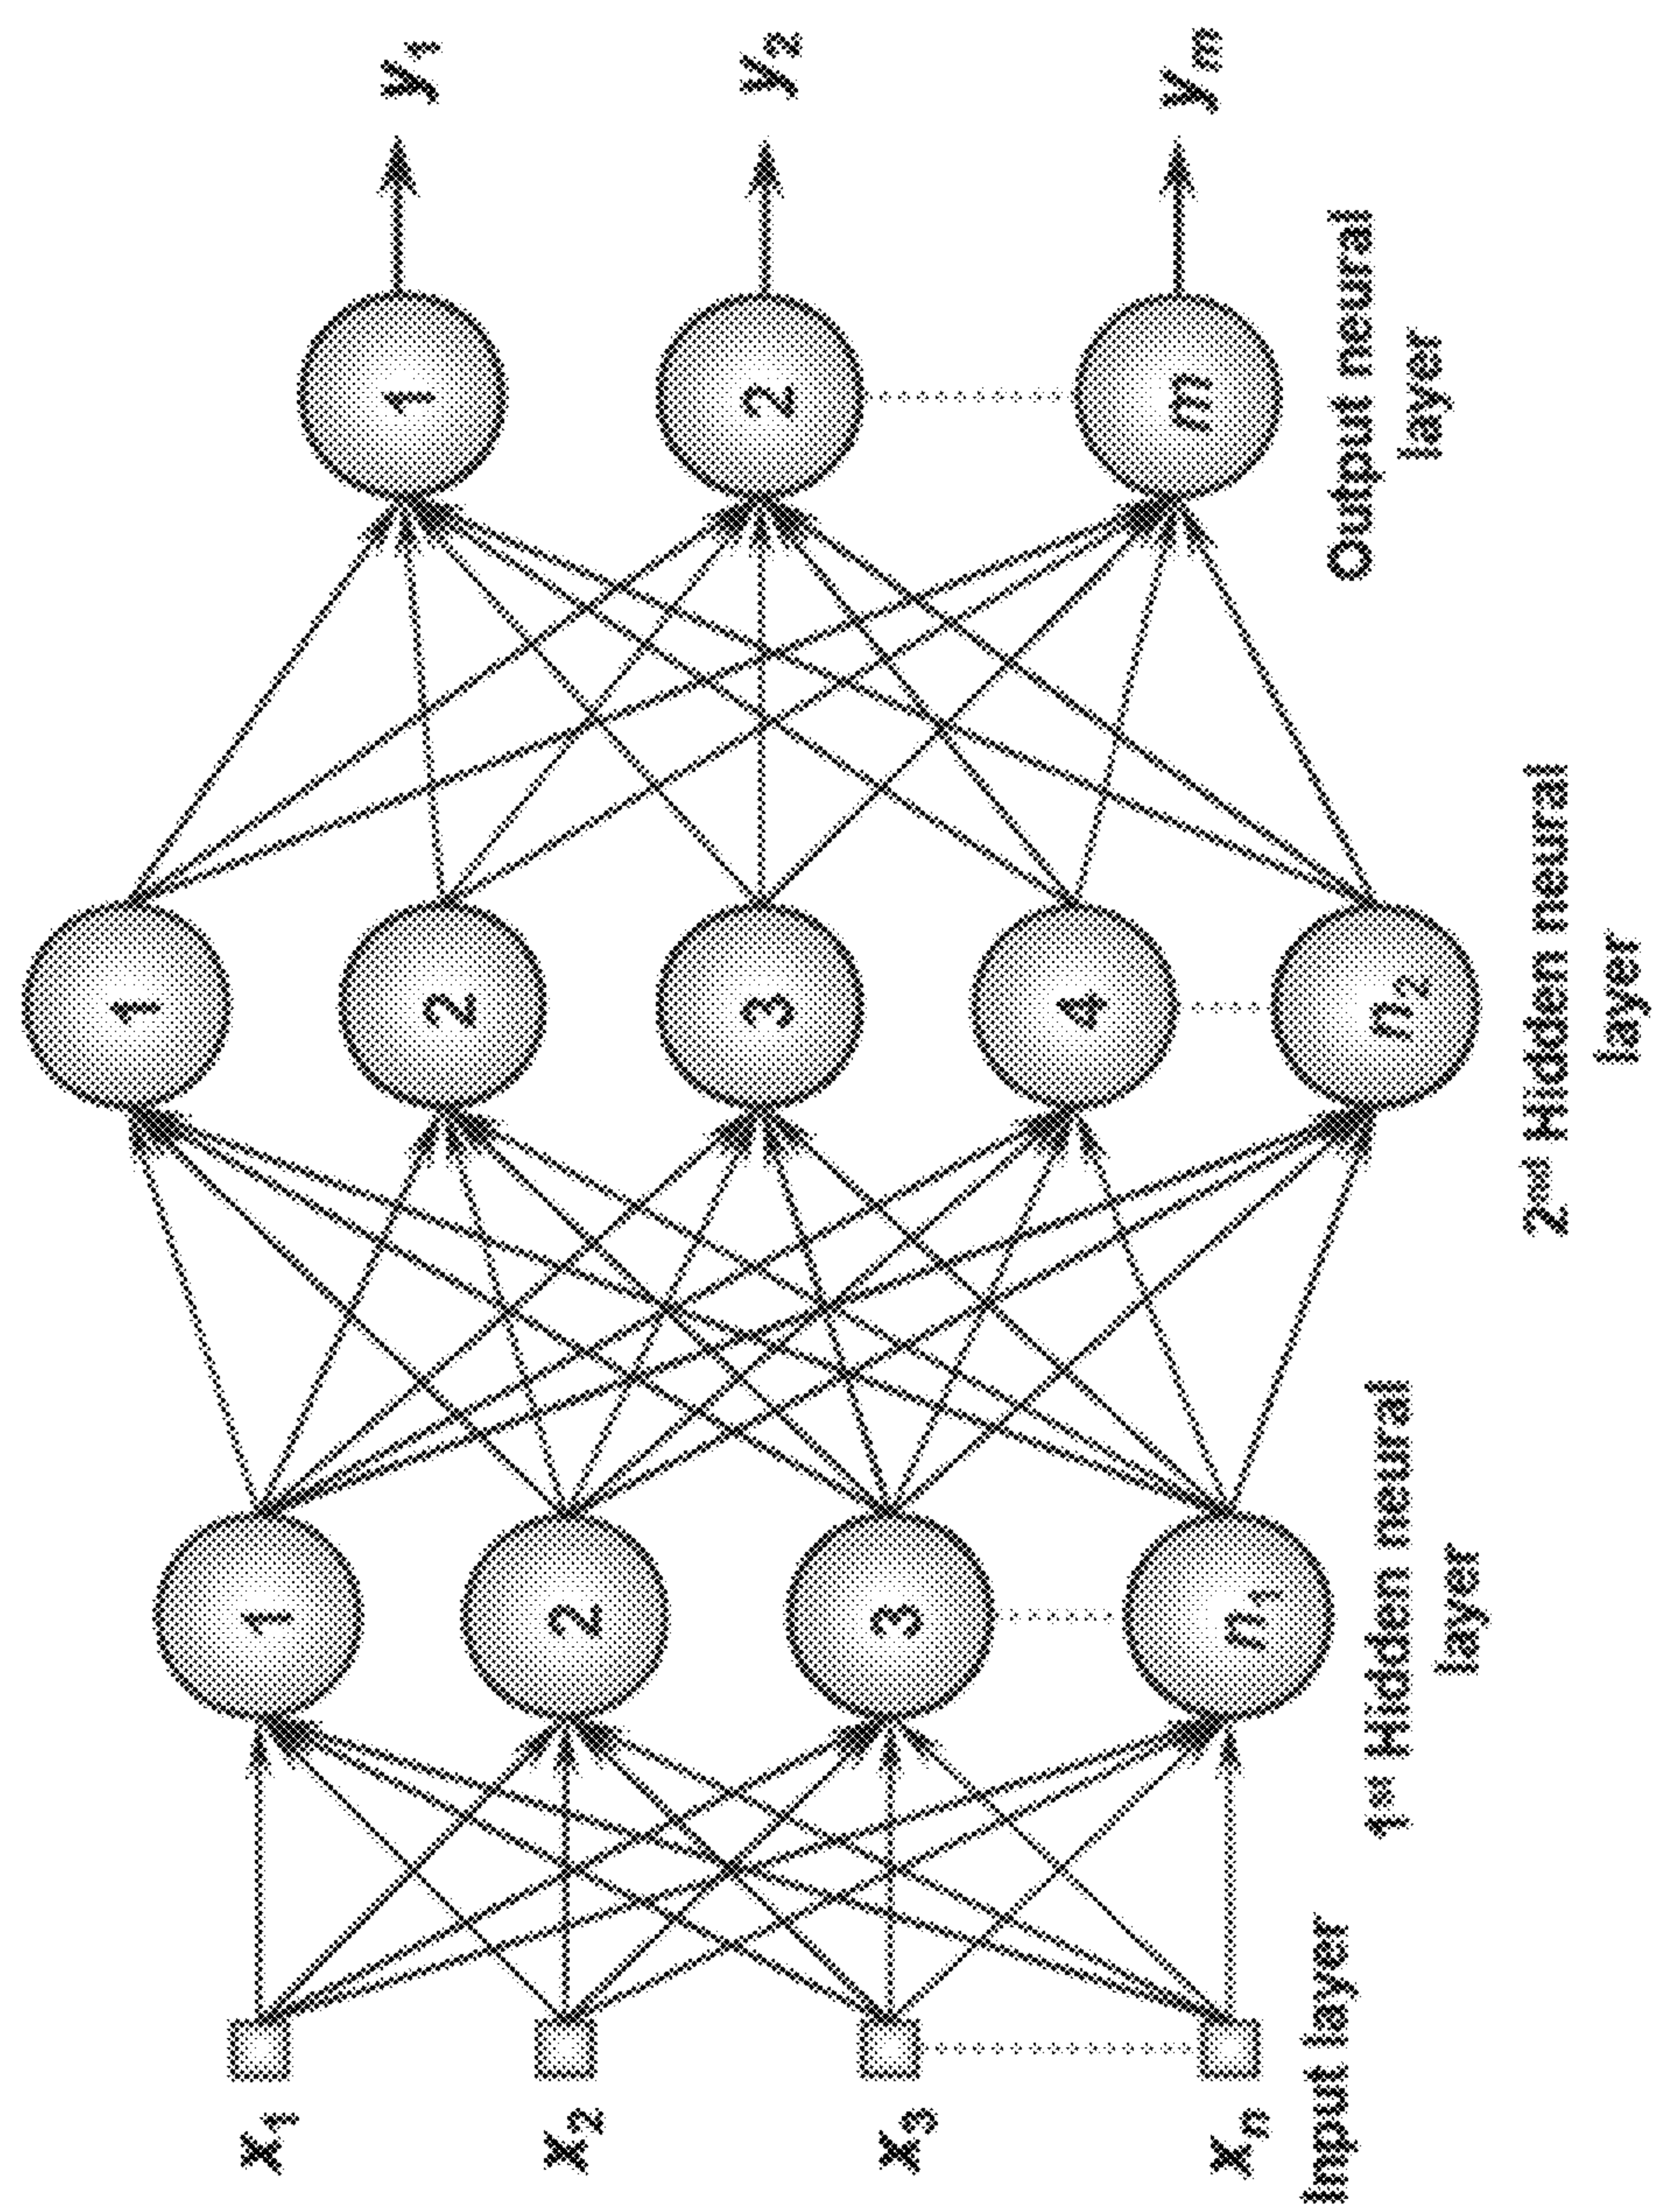 x₁
x₂
x₃
xₙ
Input layer
1
2
3
n₁
1ˢᵗ Hidden neural
layer
1
2
3
4
n₂
2ⁿᵈ Hidden neural
layer
1
2
m
Output neural
layer
y₁
y₂
yₘ